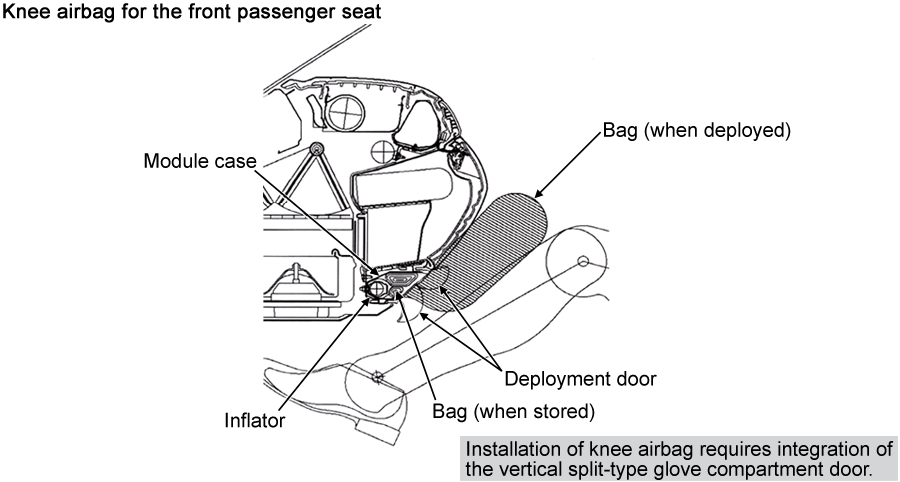 Knee airbag for the front passenger seat
Bag (when deployed)
Module case
Deployment door
Bag (when stored)
Inflator
Installation of knee airbag requires integration of
the vertical split-type glove compartment door.